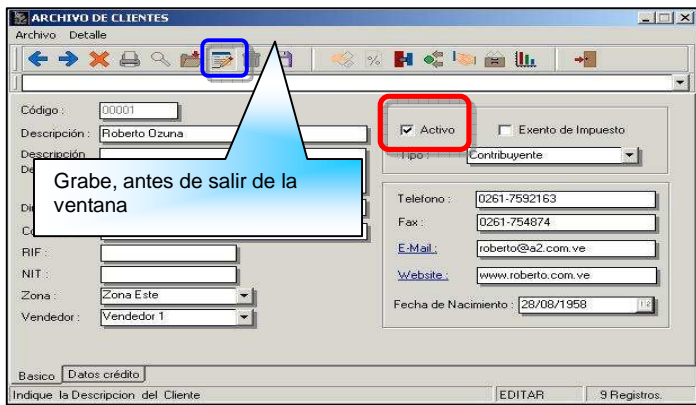 ARCHIVO DE CLIENTES
Archivo Detalle
Código : 00001
Descripción : Roberto Ozuna
Descripción
De
Grabe, antes de salir de la
ventana
Di
RIF :
NIT :
Zona : Zona Este
Vendedor : Vendedor 1
Activo Exento de Impuesto
Tipo : Contribuyente
Telefono : 0261-7592163
Fax : 0261-754874
E-Mail : roberto@a2.com.ve
Website : www.roberto.com.ve
Fecha de Nacimiento : 28/08/1958
Basico Datos crédito
Indique la Descripcion del Cliente EDITAR 9 Registros.